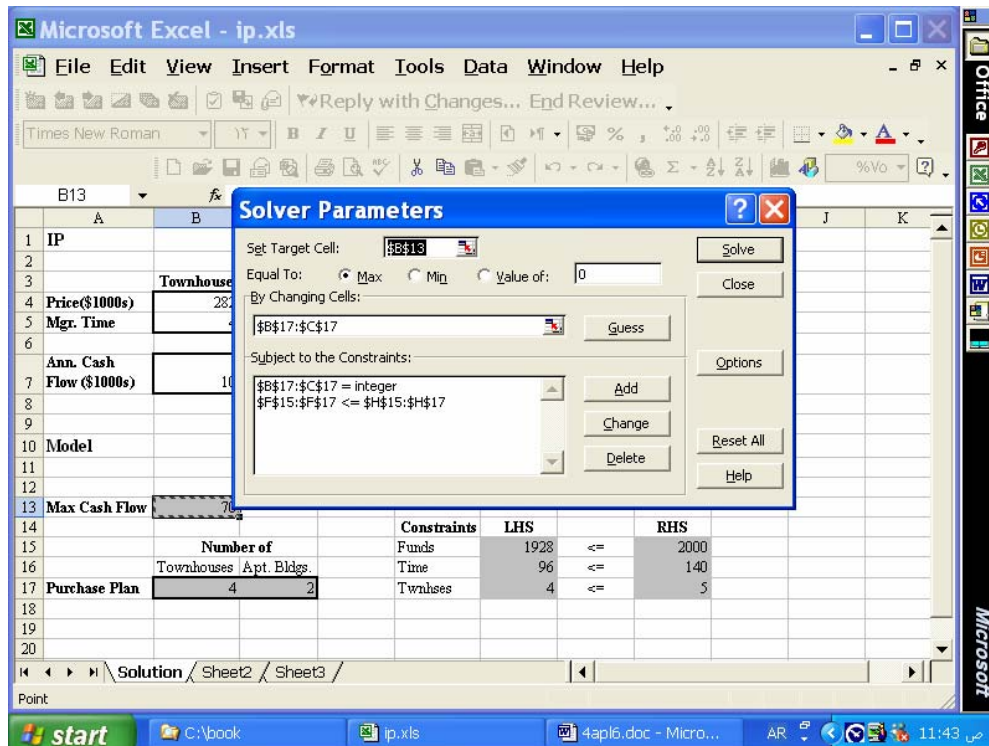 Microsoft Excel - ip.xls
File Edit View Insert Format Tools Data Window Help
Reply with Changes... End Review...
Times New Roman
B I U
B13 fx
A B J K
1 IP
2
3 Townhouse
4 Price($1000s) 282
5 Mgr. Time
6
Ann. Cash
7 Flow ($1000s) 10
8
9
10 Model
11
12
13 Max Cash Flow 70
14 Constraints LHS RHS
15 Number of Funds 1928 <= 2000
16 Townhouses Apt. Bldgs. Time 96 <= 140
17 Purchase Plan 4 2 Twnhses 4 <= 5
18
19
20
Solver Parameters
Set Target Cell: $B$13 Solve
Equal To: Max Min Value of: 0 Close
By Changing Cells:
$B$17:$C$17 Guess
Subject to the Constraints: Options
$B$17:$C$17 = integer Add
$F$15:$F$17 <= $H$15:$H$17
Change
Reset All
Delete
Help
Solution Sheet2 Sheet3
Point
Office
Microsoft
start C:\book ip.xls 4apl6.doc - Micro... AR 11:43 ص